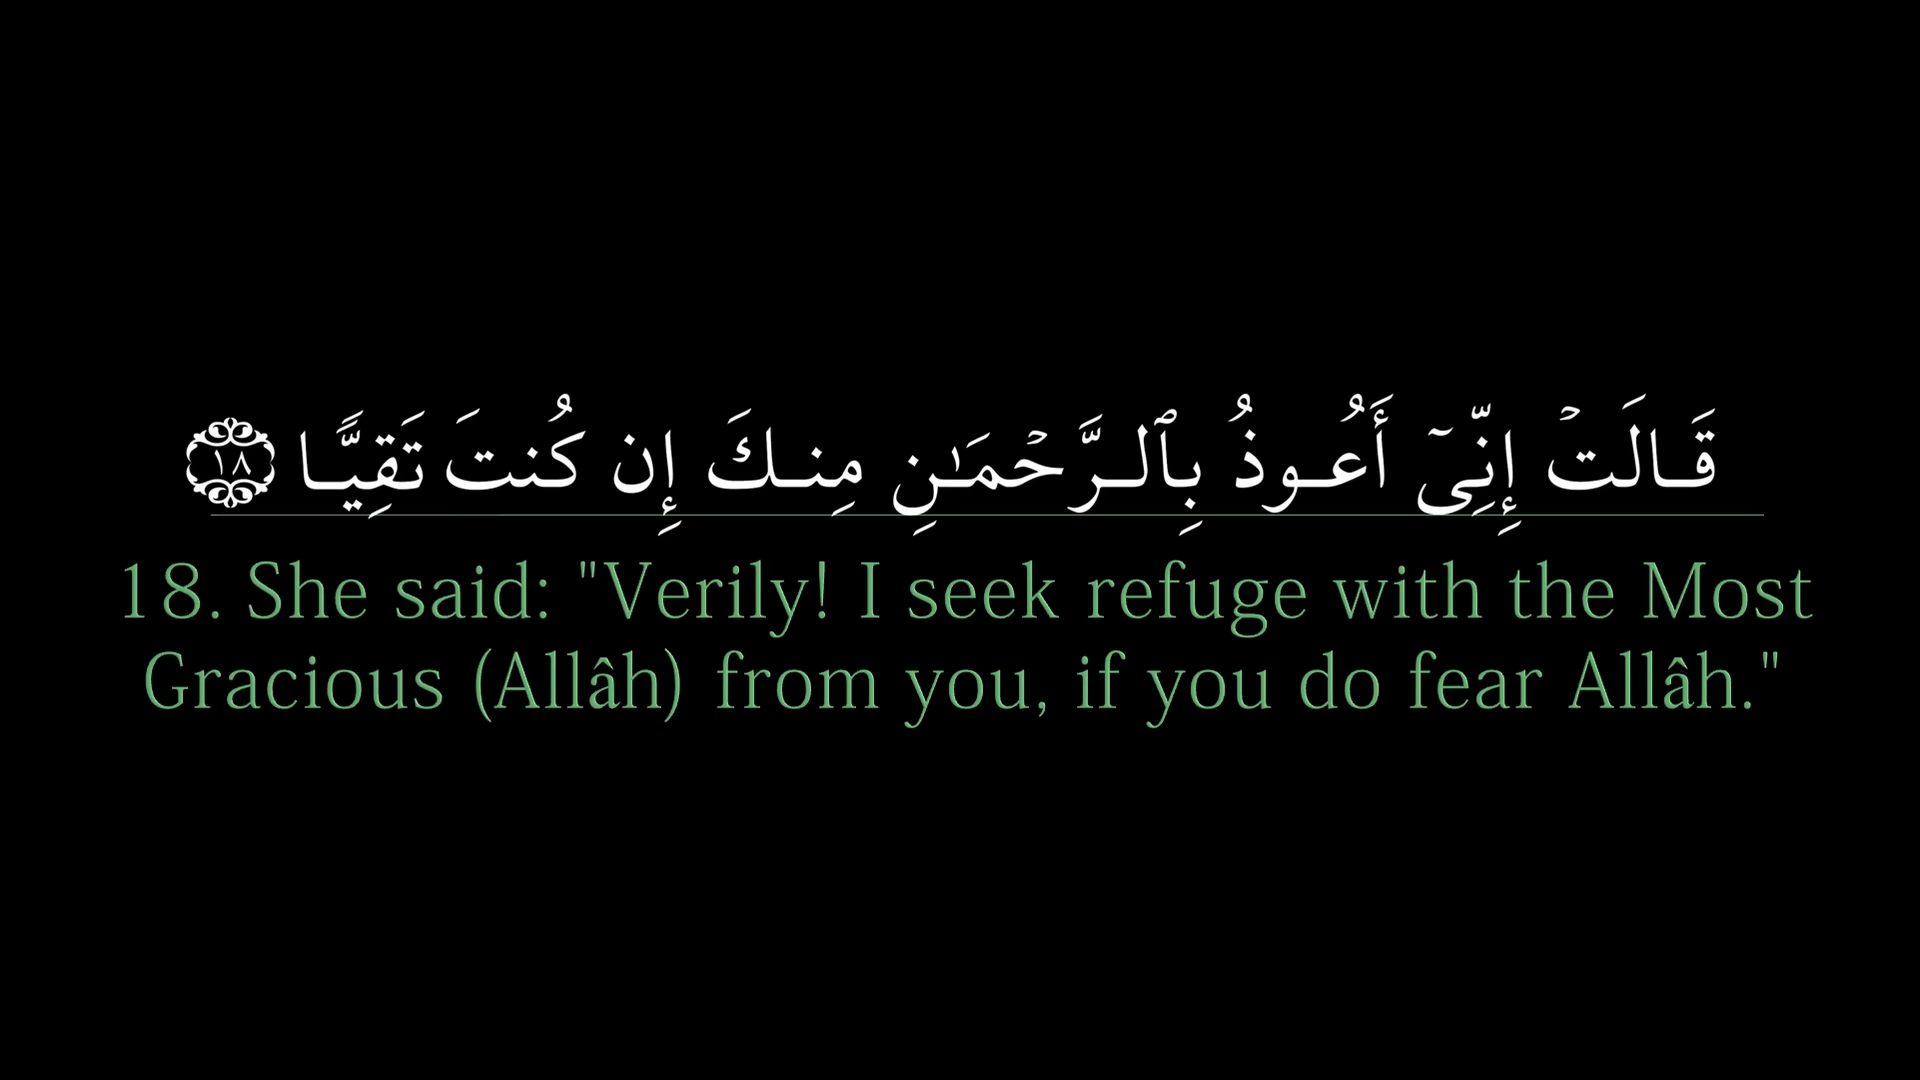 قَالَتْ إِنِّىٓ أَعُوذُ بِٱلرَّحْمَـٰنِ مِنكَ إِن كُنتَ تَقِيًّا ١٨
18. She said: "Verily! I seek refuge with the Most
Gracious (Allâh) from you, if you do fear Allâh."